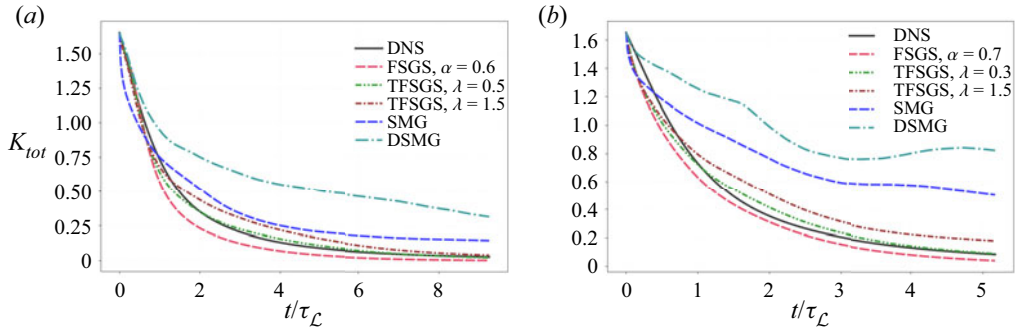 (a)
K_tot
1.50
1.25
1.00
0.75
0.50
0.25
0
DNS
FSGS, α = 0.6
TFSGS, λ = 0.5
TFSGS, λ = 1.5
SMG
DSMG
0 2 4 6 8
t/τ_ℒ
(b)
1.6
1.4
1.2
1.0
0.8
0.6
0.4
0.2
0
DNS
FSGS, α = 0.7
TFSGS, λ = 0.3
TFSGS, λ = 1.5
SMG
DSMG
0 1 2 3 4 5
t/τ_ℒ